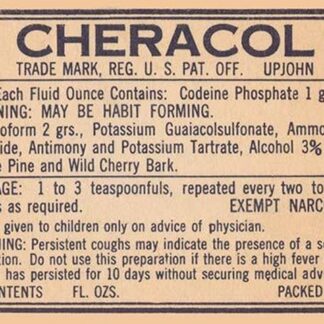 CHERACOL
TRADE MARK, REG. U. S. PAT. OFF. UPJOHN
Each Fluid Ounce Contains: Codeine Phosphate 1 g
NING: MAY BE HABIT FORMING.
oform 2 grs., Potassium Guaiacolsulfonate, Ammo
ide, Antimony and Potassium Tartrate, Alcohol 3%
e Pine and Wild Cherry Bark.
AGE: 1 to 3 teaspoonfuls, repeated every two to
s as required. EXEMPT NARC
given to children only on advice of physician.
NING: Persistent coughs may indicate the presence of a se
tion. Do not use this preparation if there is a high fever
has persisted for 10 days without securing medical advi
NTENTS FL. OZS. PACKED